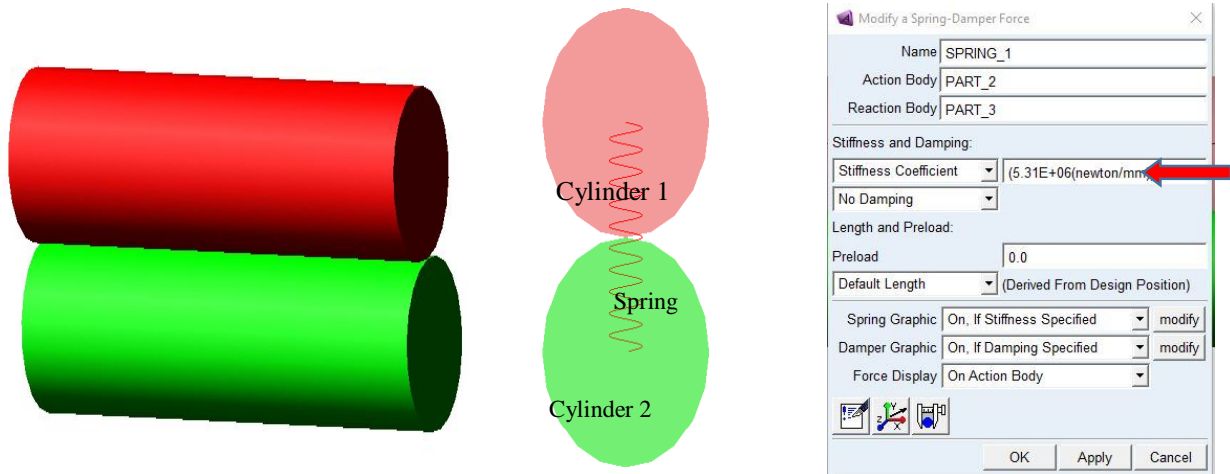 Cylinder 1
Spring
Cylinder 2
Modify a Spring-Damper Force
Name SPRING_1
Action Body PART_2
Reaction Body PART_3
Stiffness and Damping:
Stiffness Coefficient (5.31E+06(newton/mm)
No Damping
Length and Preload:
Preload 0.0
Default Length (Derived From Design Position)
Spring Graphic On, If Stiffness Specified modify
Damper Graphic On, If Damping Specified modify
Force Display On Action Body
Z Y X
OK Apply Cancel